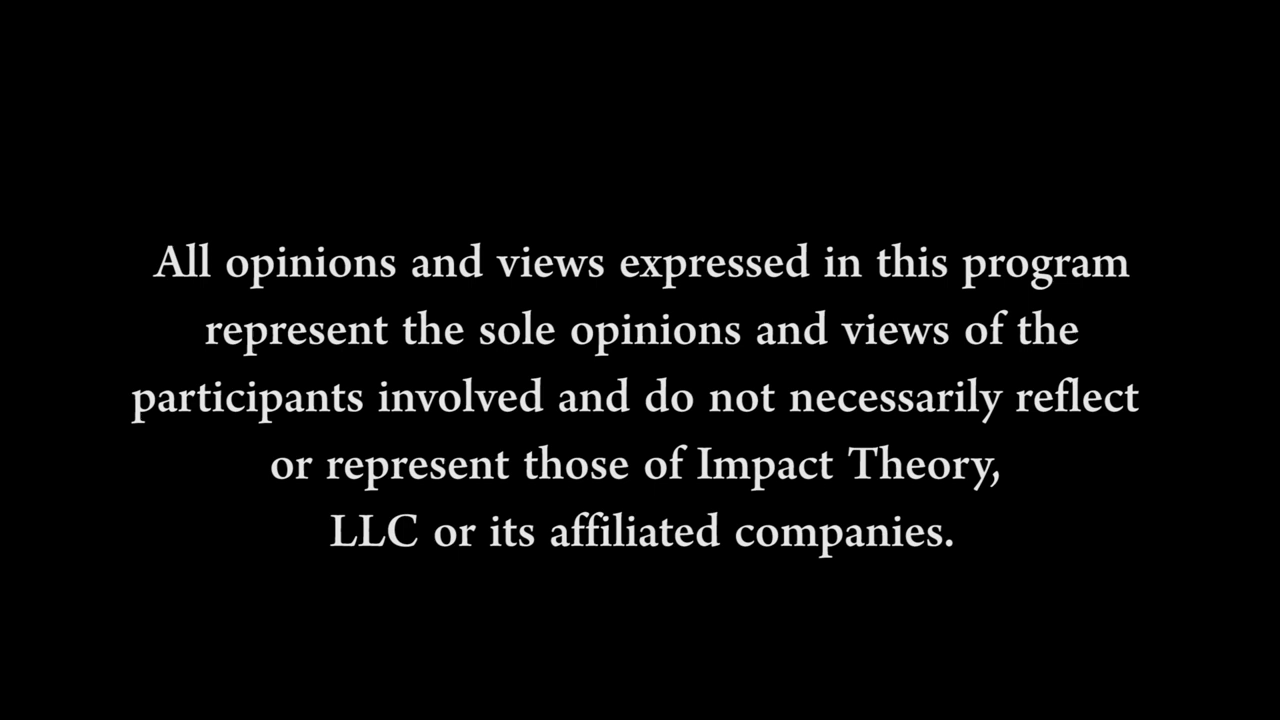 All opinions and views expressed in this program
represent the sole opinions and views of the
participants involved and do not necessarily reflect
or represent those of Impact Theory,
LLC or its affiliated companies.